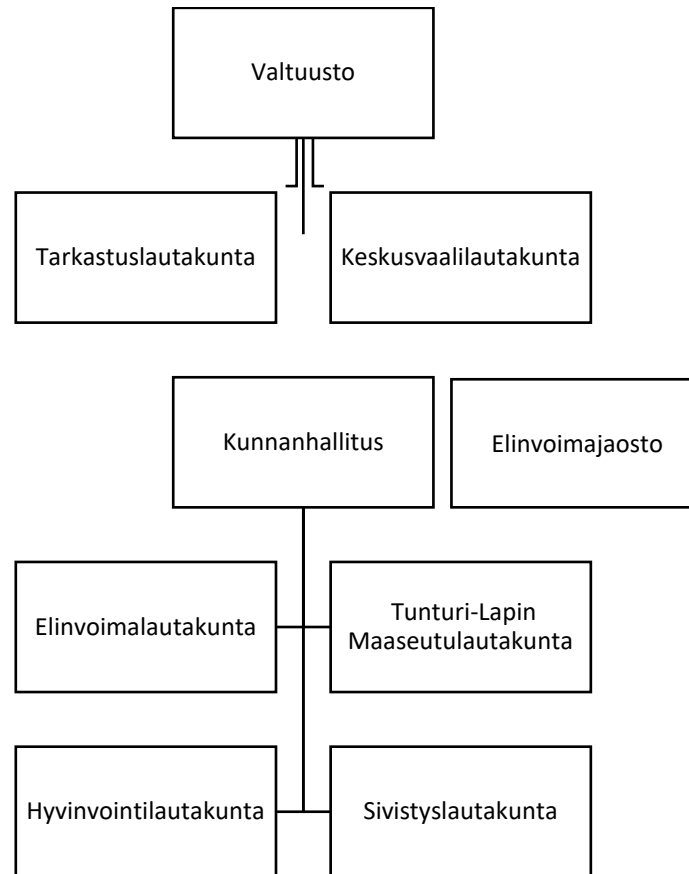 Valtuusto
Tarkastuslautakunta
Keskusvaalilautakunta
Kunnanhallitus
Elinvoimajaosto
Elinvoimalautakunta
Tunturi-Lapin
Maaseutulautakunta
Hyvinvointilautakunta
Sivistyslautakunta